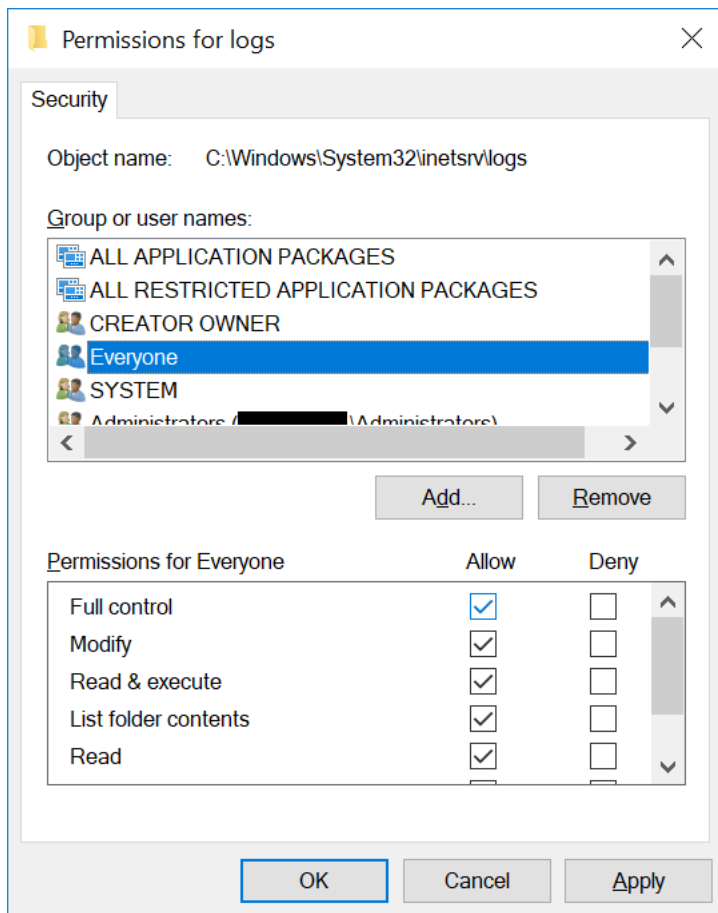 Permissions for logs
Security
Object name: C:\Windows\System32\inetsrv\logs
Group or user names:
ALL APPLICATION PACKAGES
ALL RESTRICTED APPLICATION PACKAGES
CREATOR OWNER
Everyone
SYSTEM
Administrators ( \Administrators)
Add... Remove
Permissions for Everyone Allow Deny
Full control
Modify
Read & execute
List folder contents
Read
OK Cancel Apply